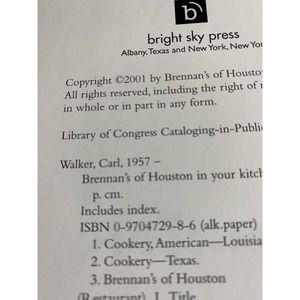 b
bright sky press
Albany, Texas and New York, New Yor
Copyright ©2001 by Brennan's of Housto
All rights reserved, including the right of r
in whole or in part in any form.
Library of Congress Cataloging-in-Public
Walker, Carl, 1957 –
Brennan's of Houston in your kitch
p. cm.
Includes index.
ISBN 0-9704729-8-6 (alk.paper)
1. Cookery, American—Louisia
2. Cookery—Texas.
3. Brennan's of Houston
(Restaurant) I. Title